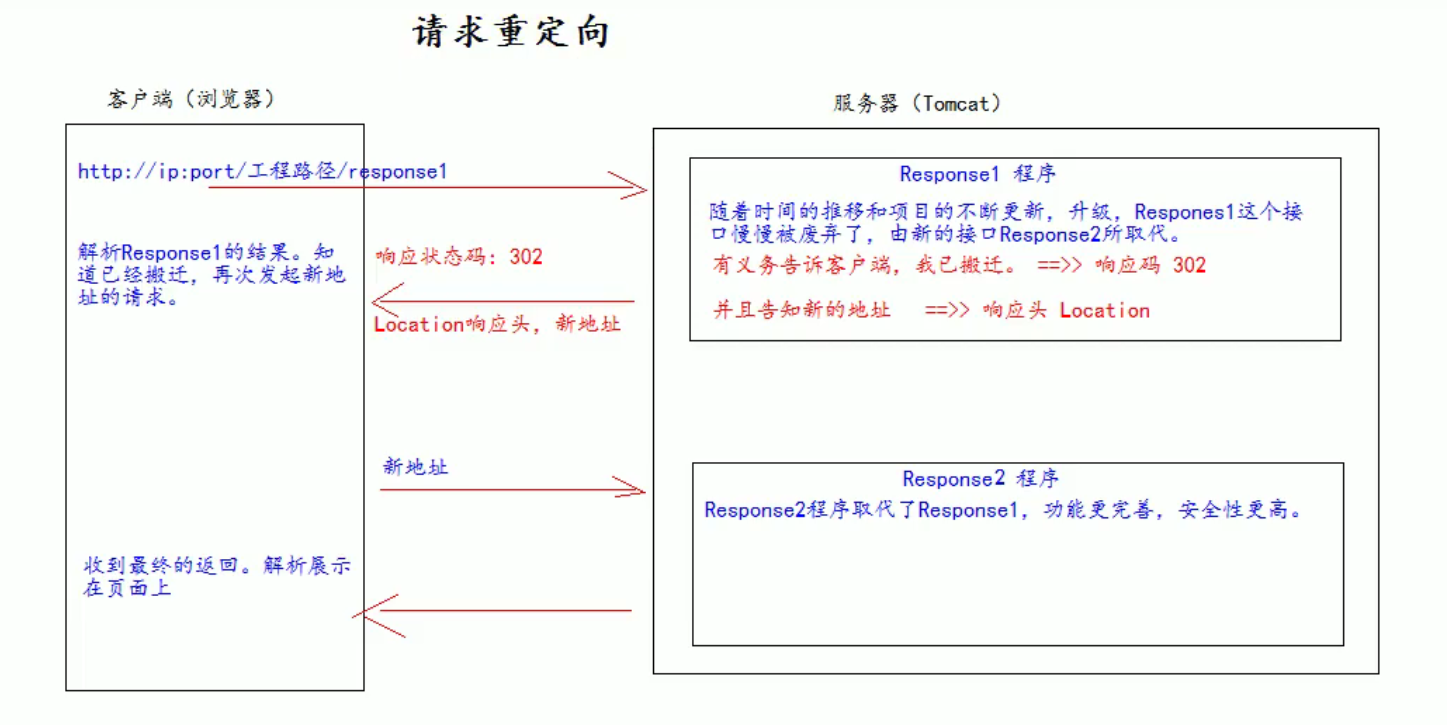 请求重定向
客户端（浏览器）
服务器（Tomcat）
http://ip:port/工程路径/response1
Response1 程序
随着时间的推移和项目的不断更新，升级，Respones1这个接
口慢慢被废弃了，由新的接口Response2所取代。
有义务告诉客户端，我已搬迁。 ==>> 响应码 302
并且告知新的地址 ==>> 响应头 Location
响应状态码：302
Location响应头，新地址
解析Response1的结果。知
道已经搬迁，再次发起新地
址的请求。
新地址
Response2 程序
Response2程序取代了Response1，功能更完善，安全性更高。
收到最终的返回。解析展示
在页面上